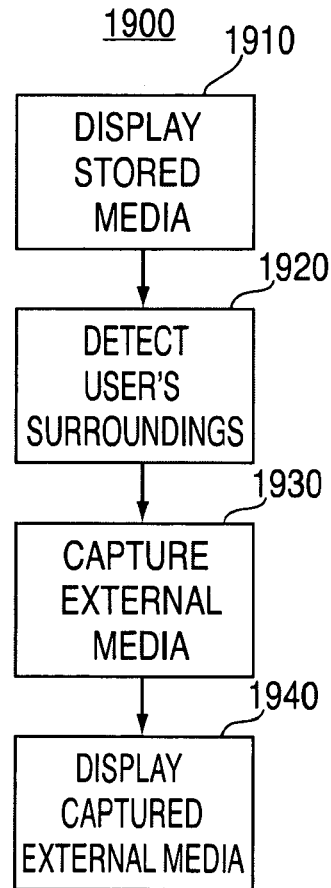 1900
1910
DISPLAY
STORED
MEDIA
1920
DETECT
USER'S
SURROUNDINGS
1930
CAPTURE
EXTERNAL
MEDIA
1940
DISPLAY
CAPTURED
EXTERNAL MEDIA